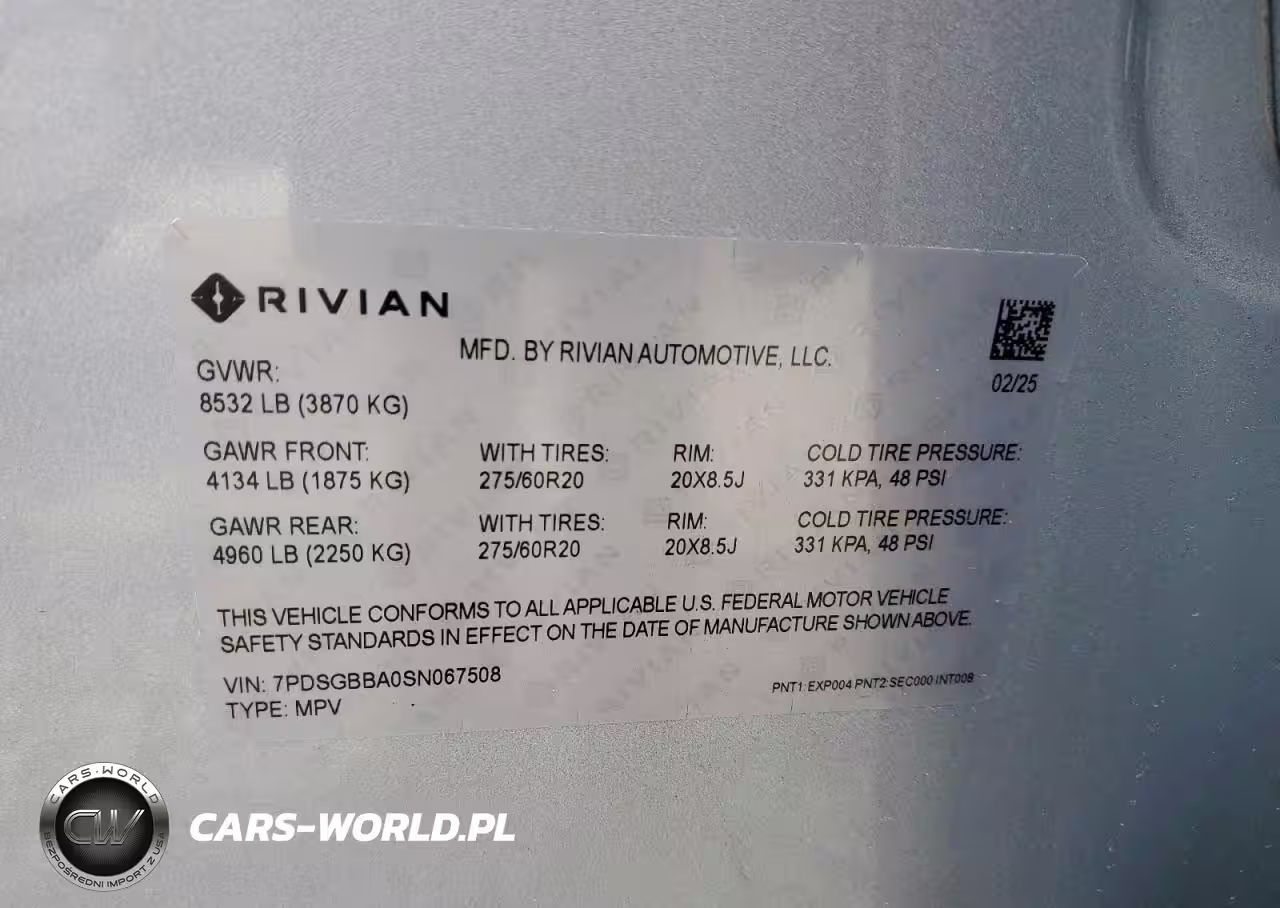 RIVIAN
MFD. BY RIVIAN AUTOMOTIVE, LLC.
02/25
GVWR:
8532 LB (3870 KG)
GAWR FRONT: WITH TIRES: RIM: COLD TIRE PRESSURE:
4134 LB (1875 KG) 275/60R20 20X8.5J 331 KPA, 48 PSI
GAWR REAR: WITH TIRES: RIM: COLD TIRE PRESSURE:
4960 LB (2250 KG) 275/60R20 20X8.5J 331 KPA, 48 PSI
THIS VEHICLE CONFORMS TO ALL APPLICABLE U.S. FEDERAL MOTOR VEHICLE
SAFETY STANDARDS IN EFFECT ON THE DATE OF MANUFACTURE SHOWN ABOVE.
VIN: 7PDSGBBA0SN067508
TYPE: MPV
PNT1:EXP004 PNT2:SEC000 INT008
CARS-WORLD
CW
BEZPOŚREDNI IMPORT Z USA
CARS-WORLD.PL